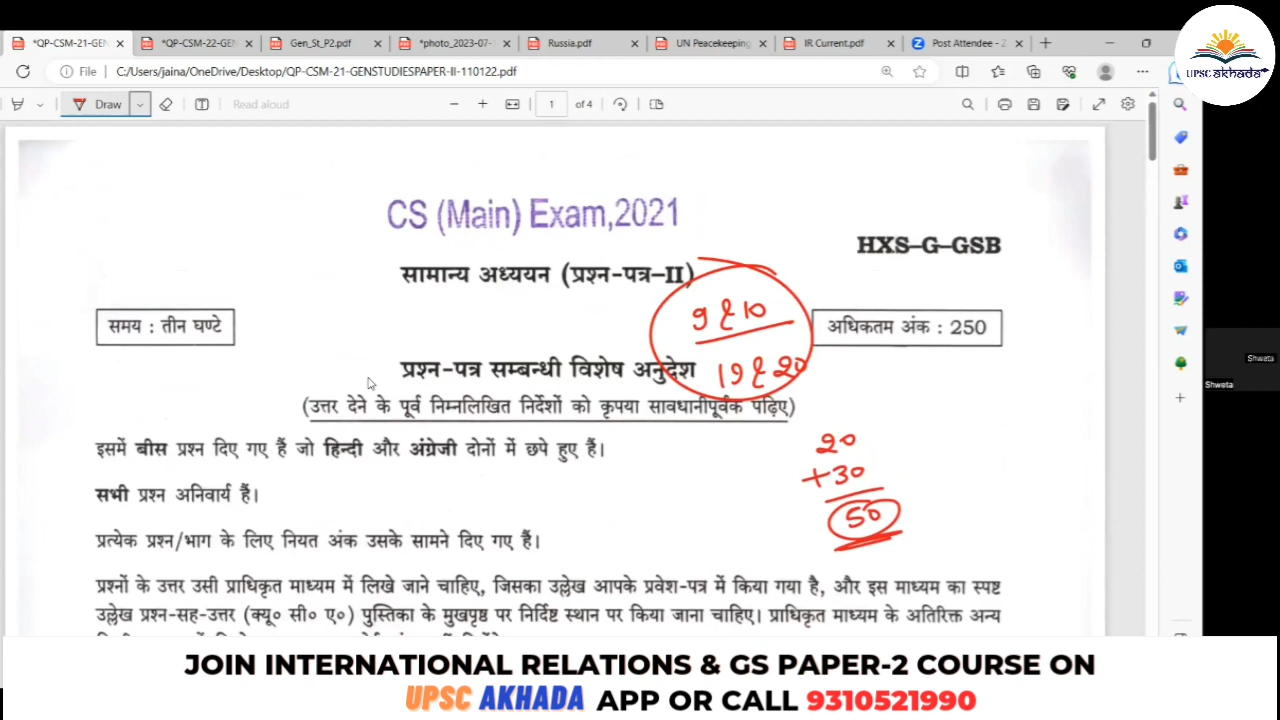 *QP-CSM-21-GEN
*QP-CSM-22-GEN
Gen_St_P2.pdf
*photo_2023-07-
Russia.pdf
UN Peacekeeping
IR Current.pdf
Post Attendee - Z
File
C:/Users/jaina/OneDrive/Desktop/QP-CSM-21-GENSTUDIESPAPER-II-110122.pdf
UPSC akhada
Draw
Read aloud
1
of 4
CS (Main) Exam,2021
HXS–G–GSB
सामान्य अध्ययन (प्रश्न-पत्र–II)
9 & 10
समय : तीन घण्टे
अधिकतम अंक : 250
19 & 20
प्रश्न-पत्र सम्बन्धी विशेष अनुदेश
(उत्तर देने के पूर्व निम्नलिखित निर्देशों को कृपया सावधानीपूर्वक पढ़िए)
इसमें बीस प्रश्न दिए गए हैं जो हिन्दी और अंग्रेजी दोनों में छपे हुए हैं।
20
+30
50
सभी प्रश्न अनिवार्य हैं।
प्रत्येक प्रश्न/भाग के लिए नियत अंक उसके सामने दिए गए हैं।
प्रश्नों के उत्तर उसी प्राधिकृत माध्यम में लिखे जाने चाहिए, जिसका उल्लेख आपके प्रवेश-पत्र में किया गया है, और इस माध्यम का स्पष्ट
उल्लेख प्रश्न-सह-उत्तर (क्यू० सी० ए०) पुस्तिका के मुखपृष्ठ पर निर्दिष्ट स्थान पर किया जाना चाहिए। प्राधिकृत माध्यम के अतिरिक्त अन्य
Shweta
Shweta
JOIN INTERNATIONAL RELATIONS & GS PAPER-2 COURSE ON
UPSC AKHADA APP OR CALL 9310521990